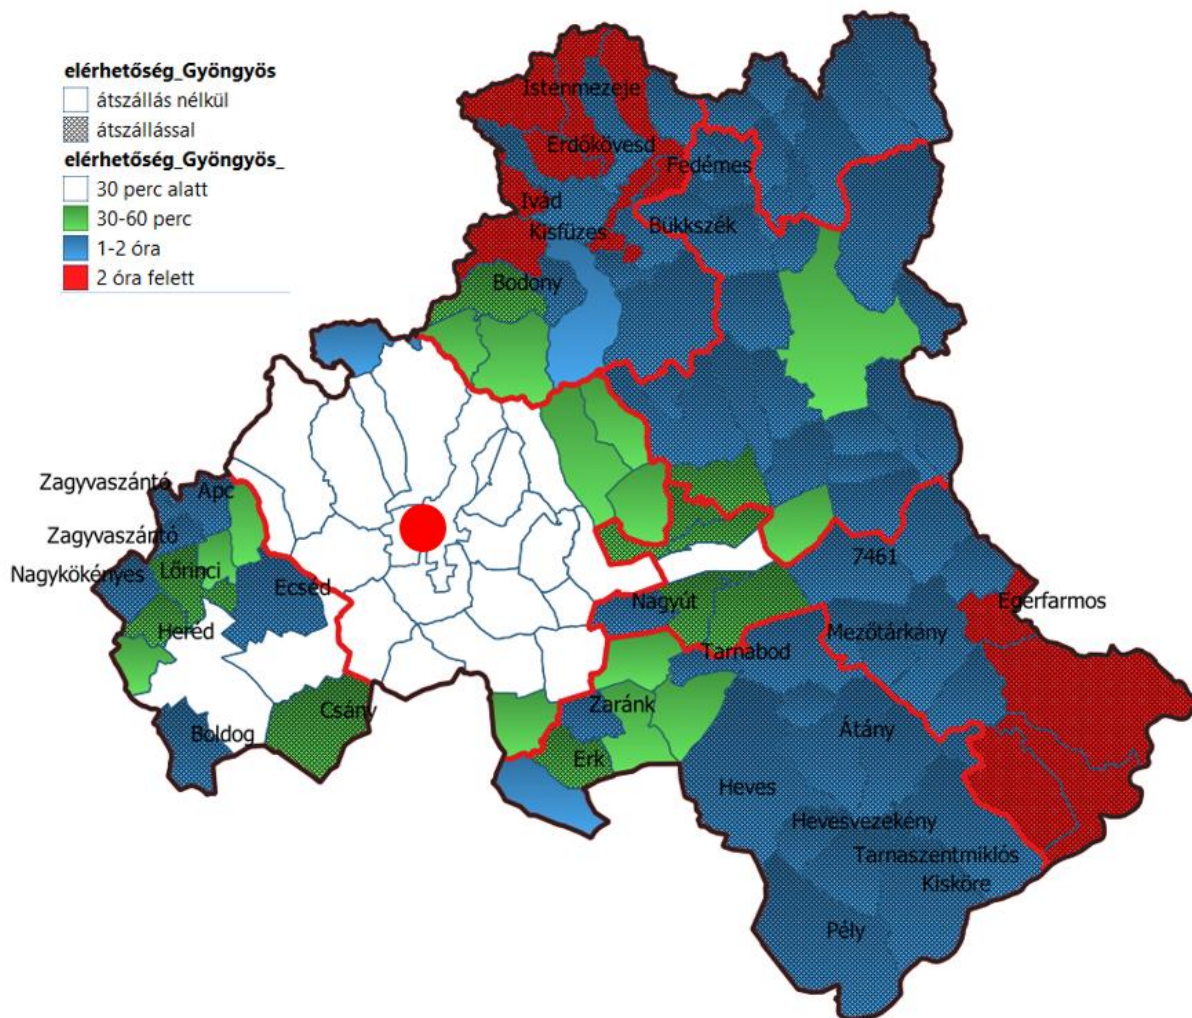 elérhetőség_Gyöngyös
átszállás nélkül
átszállással
elérhetőség_Gyöngyös_
30 perc alatt
30-60 perc
1-2 óra
2 óra felett
Istenmezeje
Erdőkövesd
Fedémes
Ivád
Bükkszék
Kisfüzes
Bodony
Zagyvaszántó
Apc
Zagyvaszántó
Nagykökényes
Lőrinci
Ecséd
Heréd
Boldog
Csány
7461
Nagyút
Egerfarmos
Mezőtárkány
Tarnabod
Zaránk
Átány
Erk
Heves
Hevesvezekény
Tarnaszentmiklós
Kisköre
Pély